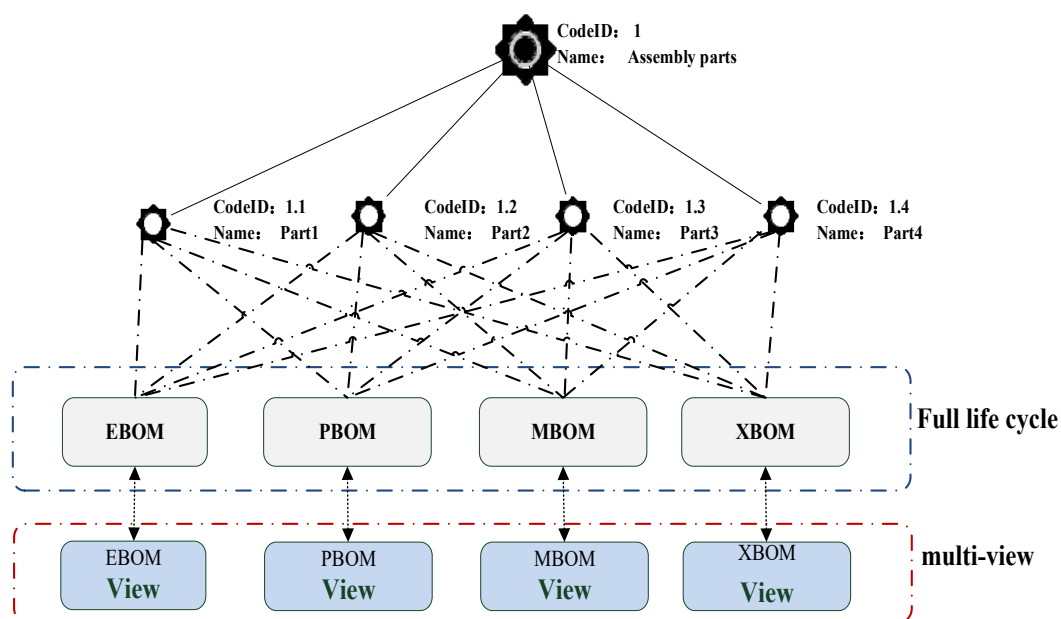 CodeID：1
Name： Assembly parts
CodeID：1.1
Name： Part1
CodeID：1.2
Name： Part2
CodeID：1.3
Name： Part3
CodeID：1.4
Name： Part4
EBOM
PBOM
MBOM
XBOM
Full life cycle
EBOM
View
PBOM
View
MBOM
View
XBOM
View
multi-view